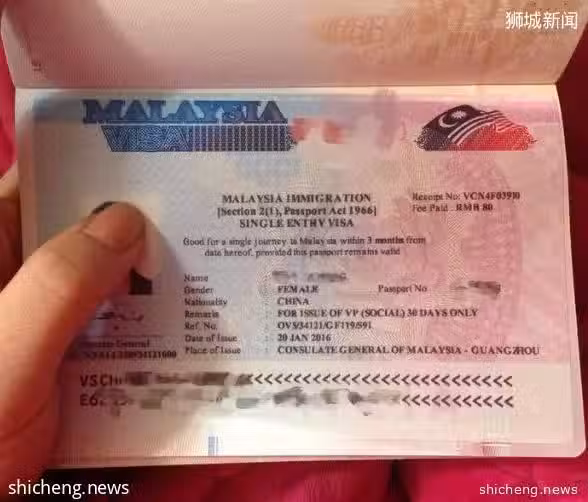 狮城新闻
MALAYSIA
VISA
MALAYSIA IMMIGRATION
[Section 2(1), Passport Act 1966]
SINGLE ENTRY VISA
Receipt No: VCN4F03910
Fee Paid : RMB 80
Good for a single journey to Malaysia within 3 months from
date hereof, provided this passport remains valid
Name :
Gender : FEMALE Passport No :
Nationality : CHINA
Remaris : FOR ISSUE OF VP (SOCIAL) 30 DAYS ONLY
Ref. No. : OVS/34121/GF119/591
Date of Issue : 20 JAN 2016
Place of Issue : CONSULATE GENERAL OF MALAYSIA - GUANGZHOU
General
VSCH <<<<<<<<<<<<<<<<<<<<<<<
<<<<<<<<<<
shicheng.news
shicheng.news